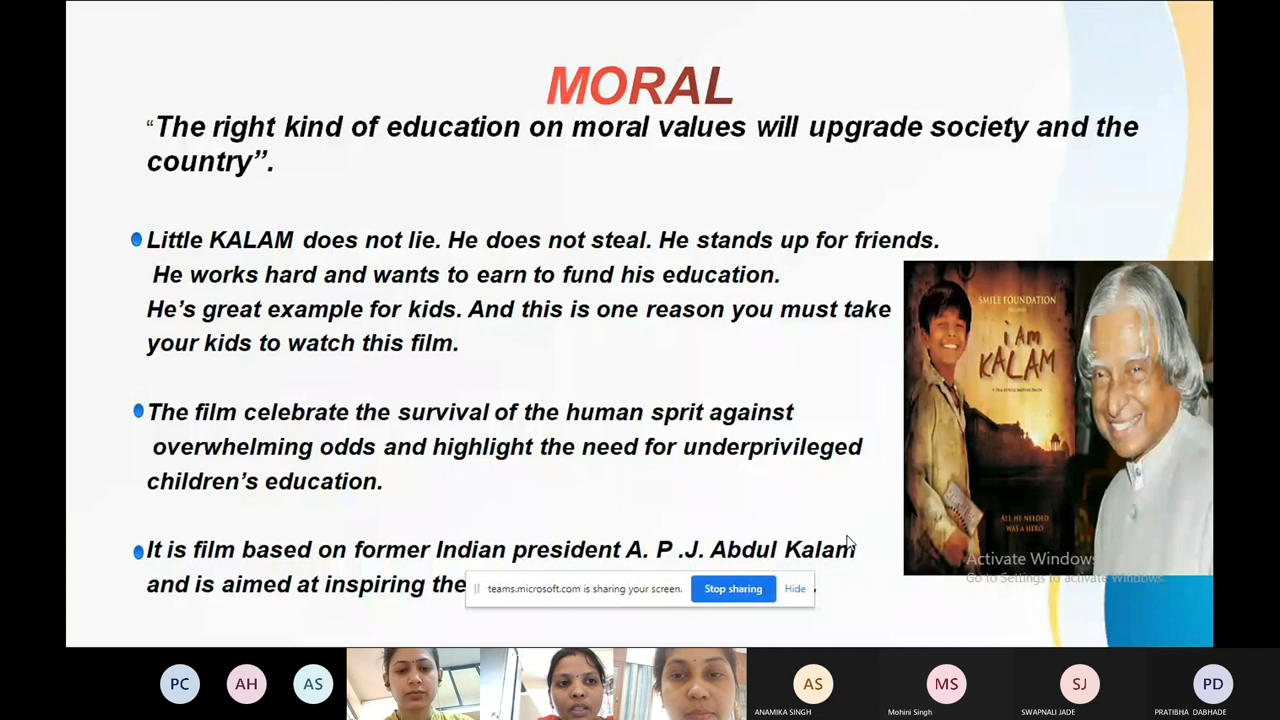 MORAL
“The right kind of education on moral values will upgrade society and the
country”.
Little KALAM does not lie. He does not steal. He stands up for friends.
He works hard and wants to earn to fund his education.
He’s great example for kids. And this is one reason you must take
your kids to watch this film.
The film celebrate the survival of the human sprit against
overwhelming odds and highlight the need for underprivileged
children’s education.
It is film based on former Indian president A. P .J. Abdul Kalam
and is aimed at inspiring the
SMILE FOUNDATION
i AM
KALAM
ALL HE NEEDED
WAS A HERO
Activate Windows
Go to Settings to activate Windows.
teams.microsoft.com is sharing your screen.
Stop sharing
Hide
PC
AH
AS
AS
ANAMIKA SINGH
MS
Mohini Singh
SJ
SWAPNALI JADE
PD
PRATIBHA DABHADE